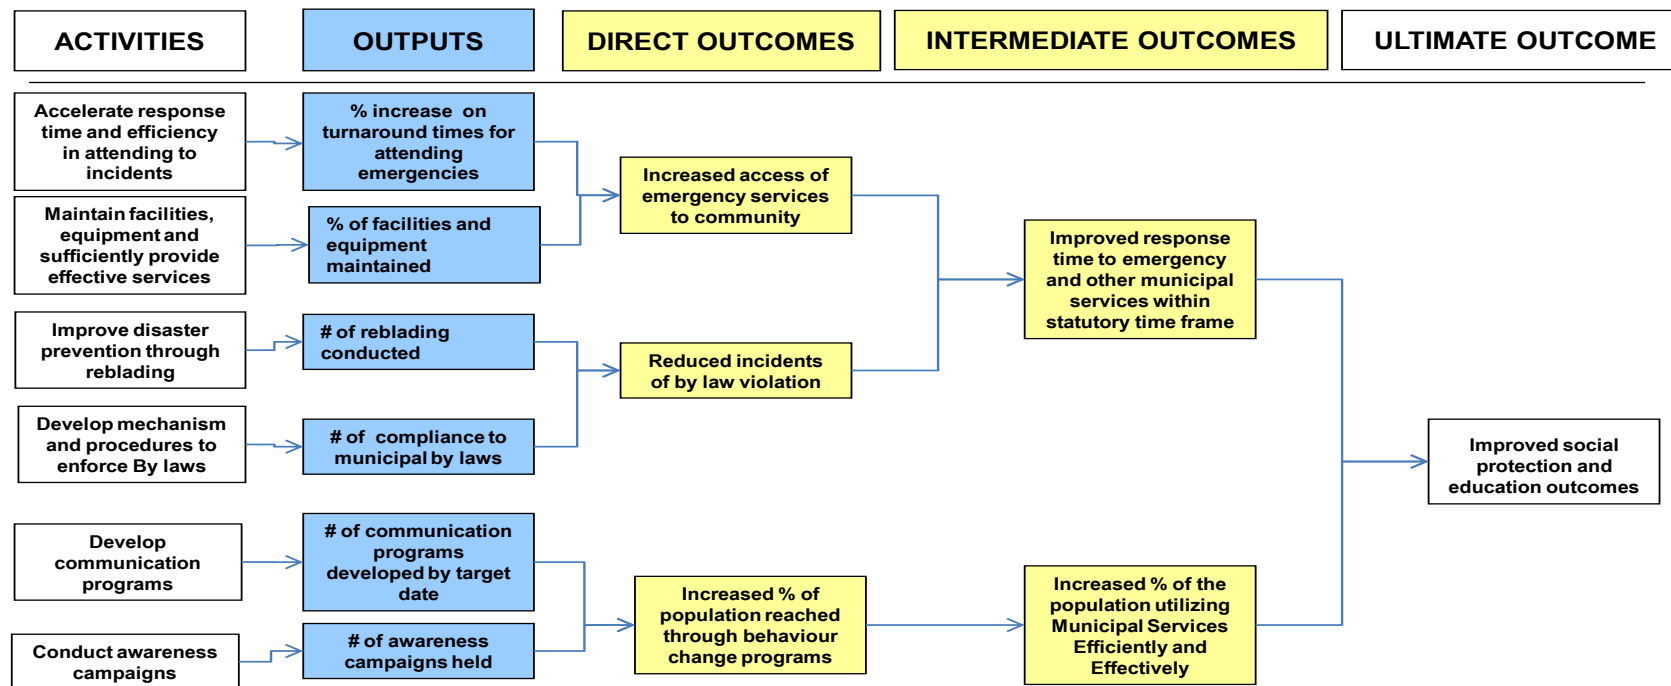 ACTIVITIES
OUTPUTS
DIRECT OUTCOMES
INTERMEDIATE OUTCOMES
ULTIMATE OUTCOME
Accelerate response
time and efficiency
in attending to
incidents
% increase on
turnaround times for
attending
emergencies
Maintain facilities,
equipment and
sufficiently provide
effective services
% of facilities and
equipment
maintained
Increased access of
emergency services
to community
Improve disaster
prevention through
reblading
# of reblading
conducted
Develop mechanism
and procedures to
enforce By laws
# of compliance to
municipal by laws
Reduced incidents
of by law violation
Improved response
time to emergency
and other municipal
services within
statutory time frame
Develop
communication
programs
# of communication
programs
developed by target
date
Conduct awareness
campaigns
# of awareness
campaigns held
Increased % of
population reached
through behaviour
change programs
Increased % of the
population utilizing
Municipal Services
Efficiently and
Effectively
Improved social
protection and
education outcomes